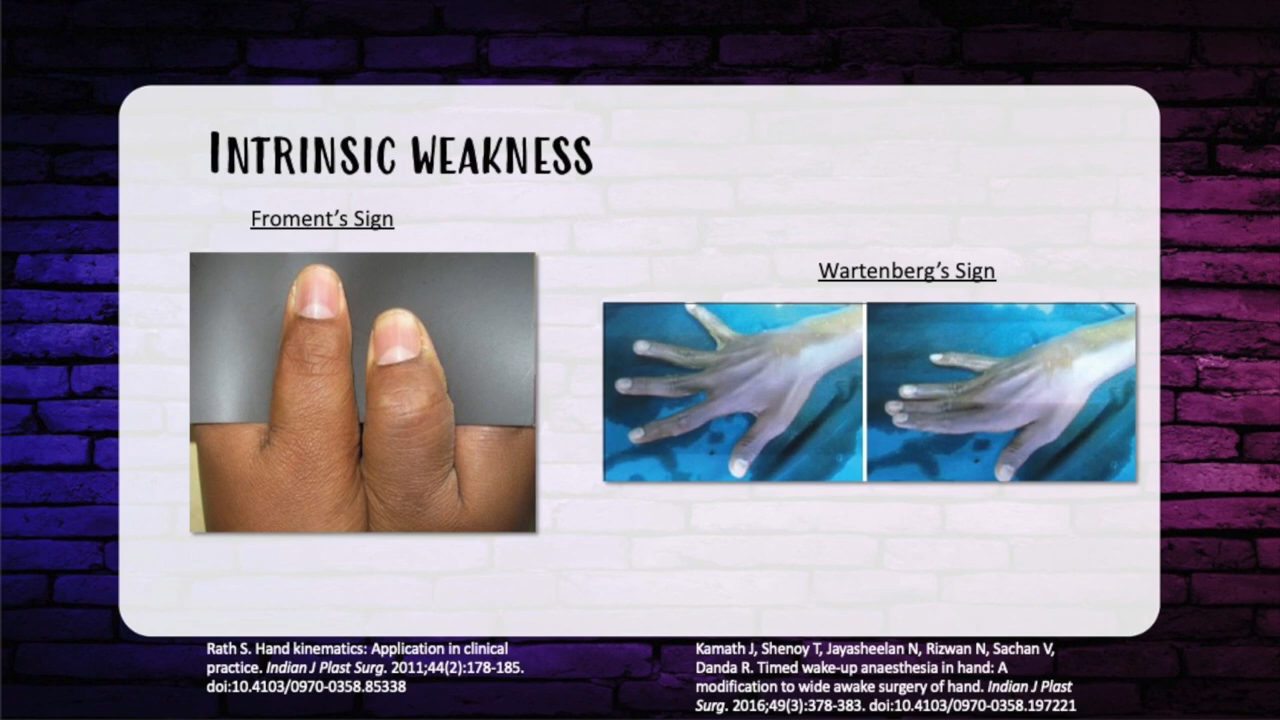 INTRINSIC WEAKNESS
Froment's Sign
Wartenberg's Sign
Rath S. Hand kinematics: Application in clinical
practice. Indian J Plast Surg. 2011;44(2):178-185.
doi:10.4103/0970-0358.85338
Kamath J, Shenoy T, Jayasheelan N, Rizwan N, Sachan V,
Danda R. Timed wake-up anaesthesia in hand: A
modification to wide awake surgery of hand. Indian J Plast
Surg. 2016;49(3):378-383. doi:10.4103/0970-0358.197221